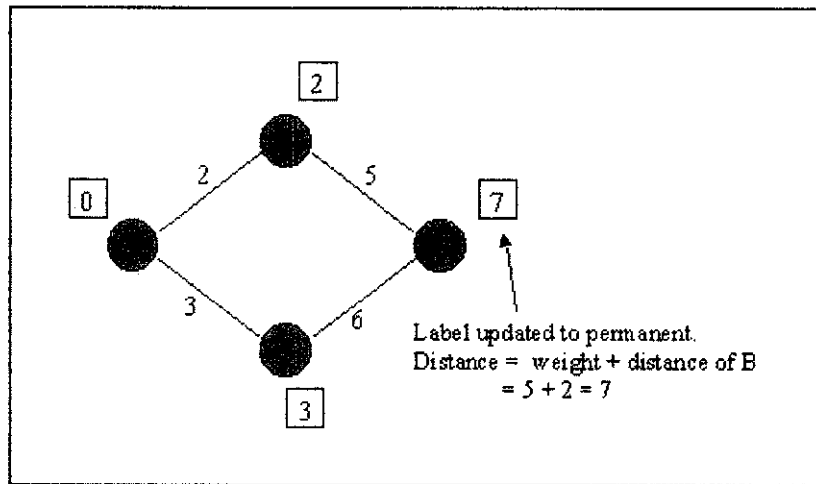 2
2
5
0
7
3
6
Label updated to permanent.
Distance = weight + distance of B
= 5 + 2 = 7
3